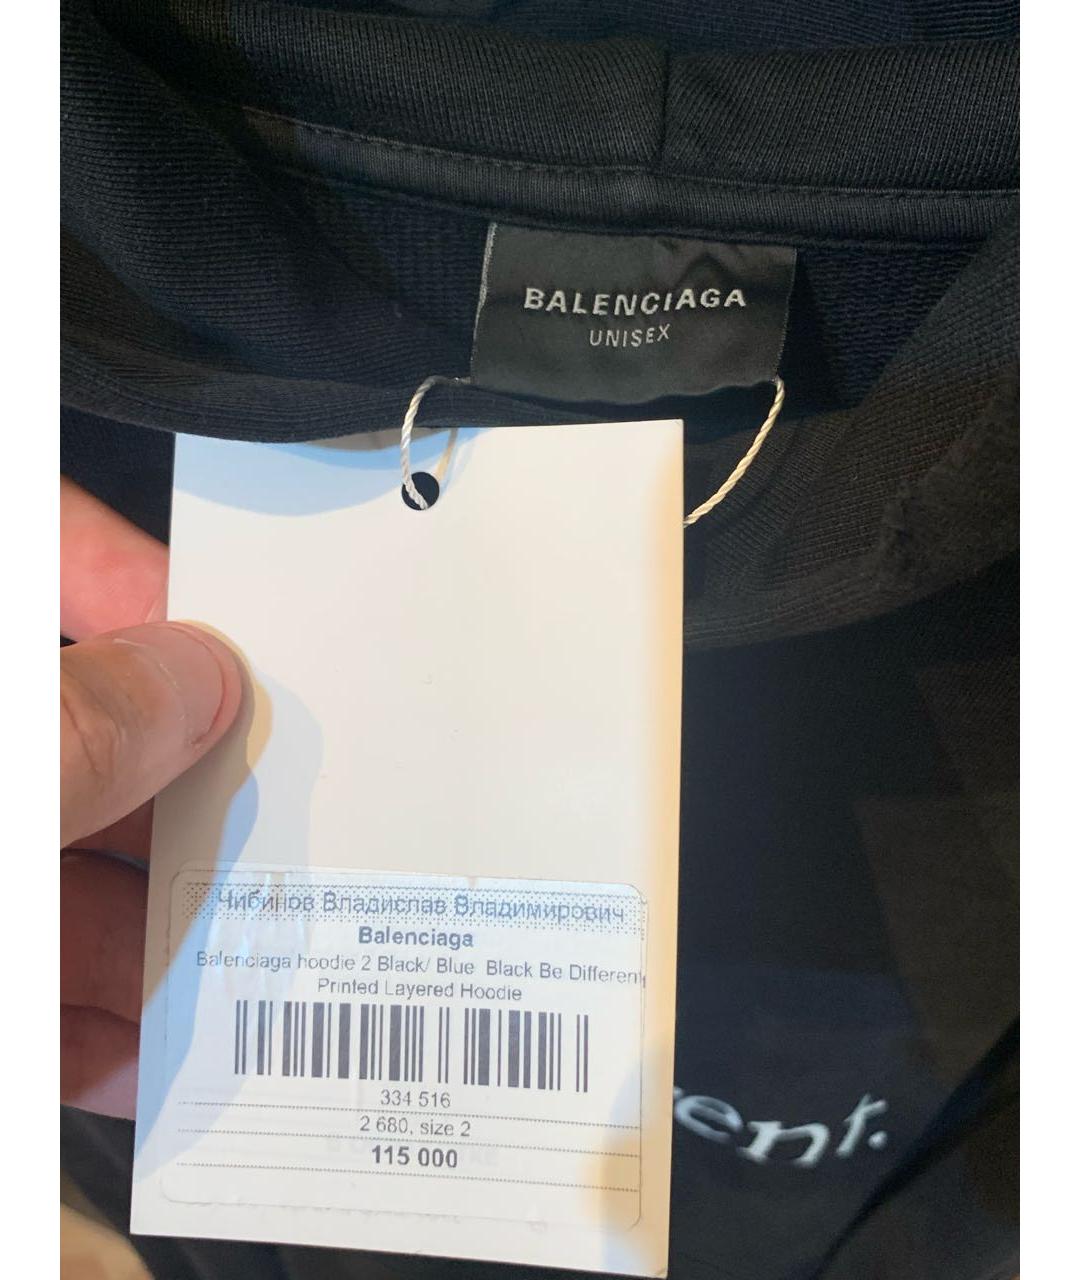 BALENCIAGA
UNISEX
Чибинов Владислав Владимирович
Balenciaga
Balenciaga hoodie 2 Black/ Blue Black Be Different
Printed Layered Hoodie
334 516
2 680, size 2
115 000
ent.